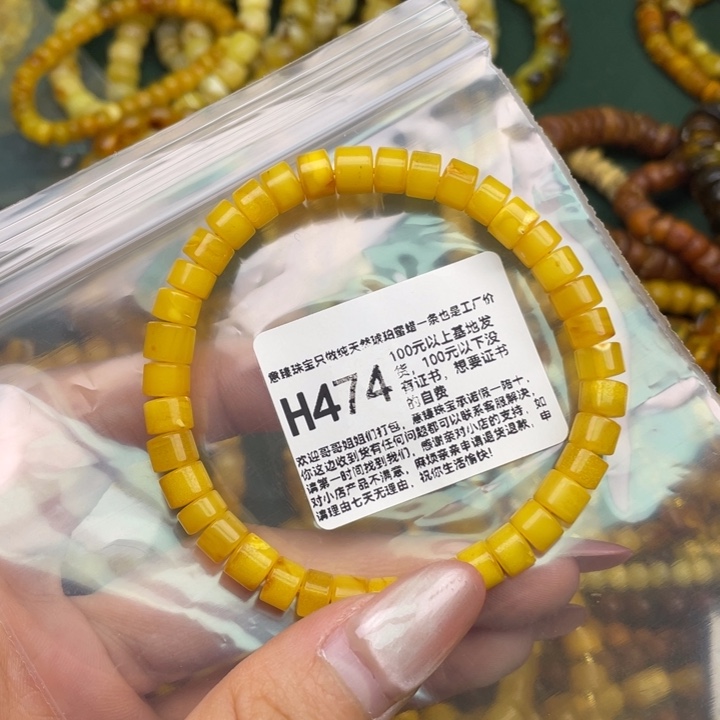 意臻珠宝只做纯天然琥珀蜜蜡一条也是工厂价
H474
100元以上基地发
货，100元以下没
有证书，想要证书
的自费
欢迎哥哥姐姐们打包，意臻珠宝承诺假一赔十，
你这边收到货有任何问题都可以联系客服解决，
请第一时间找到我们，感谢亲对小店的支持，如
对小店产品不满意，麻烦亲亲申请退货退款，申
请理由七天无理由，祝你生活愉快！